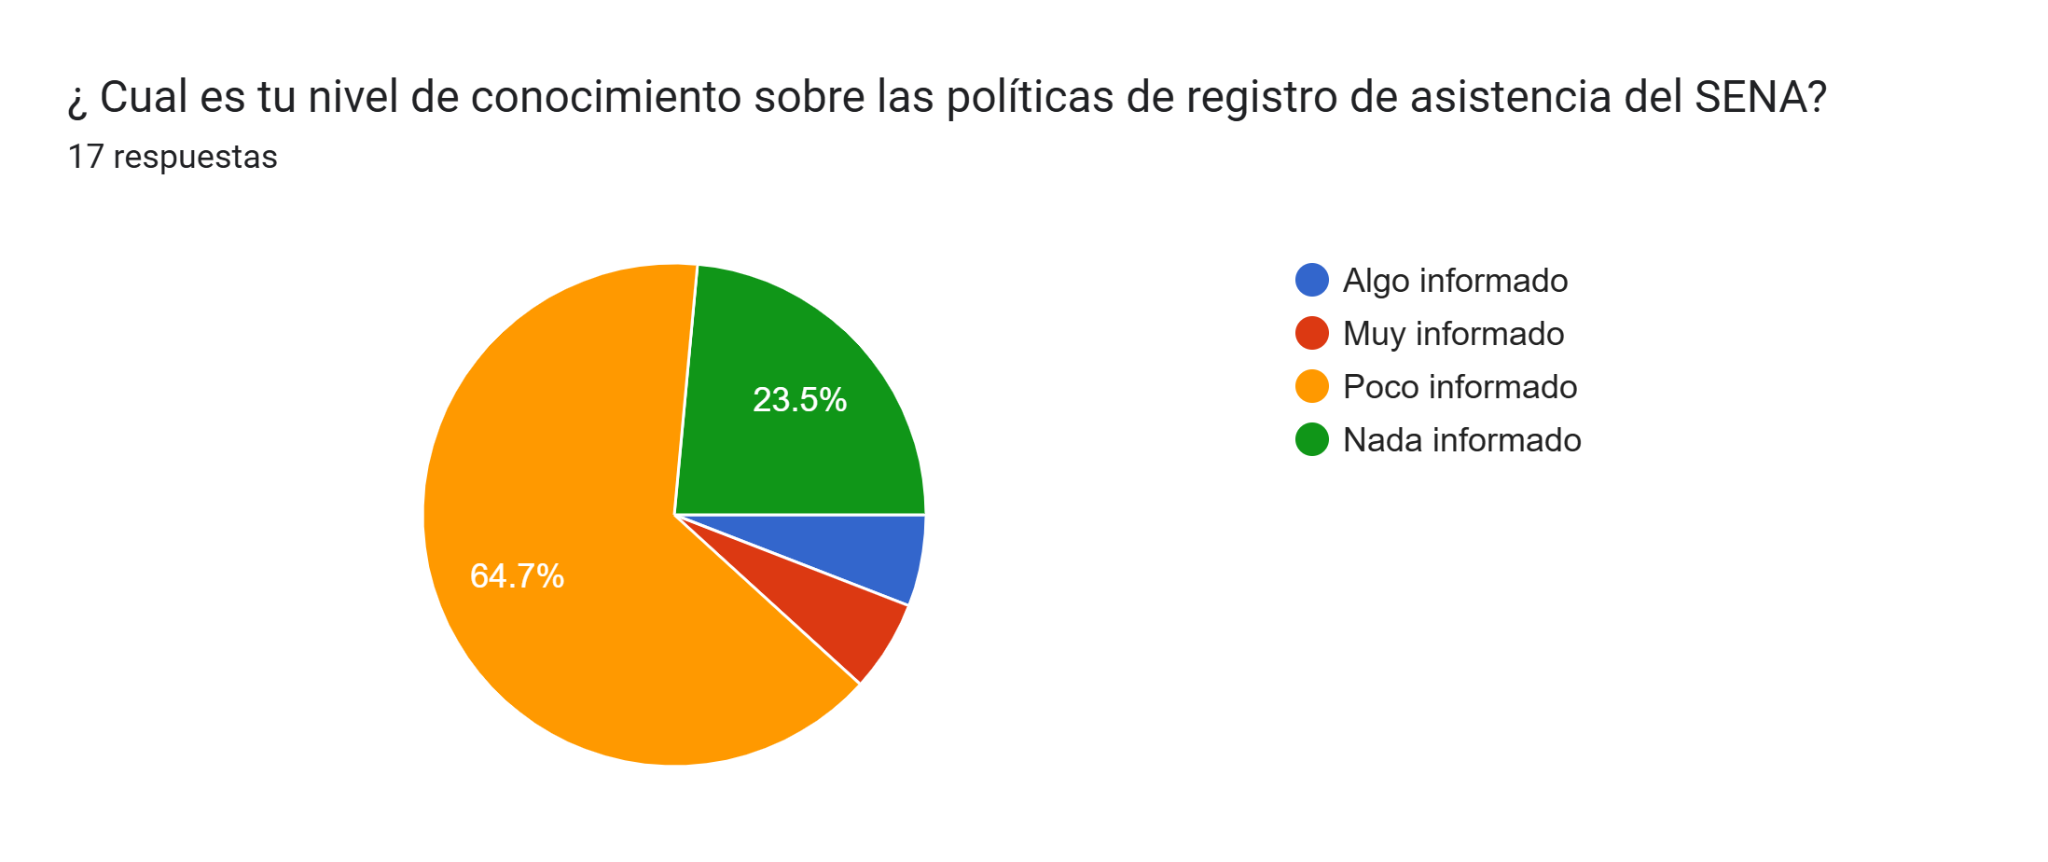 ¿ Cual es tu nivel de conocimiento sobre las políticas de registro de asistencia del SENA?
17 respuestas
Algo informado
Muy informado
Poco informado
Nada informado
23.5%
64.7%